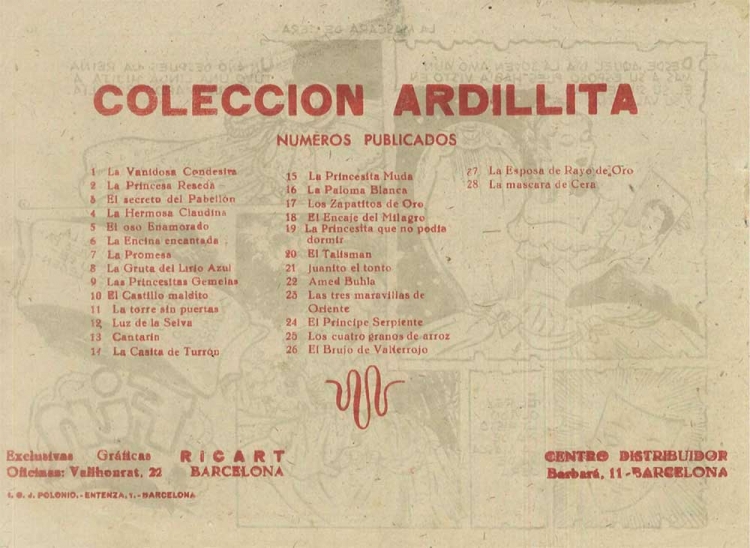 COLECCION ARDILLITA
NUMEROS PUBLICADOS
1 La Vanidosa Condesita
2 La Princesa Reseda
3 El secreto del Pabellón
4 La Hermosa Claudina
5 El oso Enamorado
6 La Encina encantada
7 La Promesa
8 La Gruta del Lirio Azul
9 Las Princesitas Gemelas
10 El Castillo maldito
11 La torre sin puertas
12 Luz de la Selva
13 Cantarin
14 La Casita de Turrón
15 La Princesita Muda
16 La Paloma Blanca
17 Los Zapatitos de Oro
18 El Encaje del Milagro
19 La Princesita que no podia
dormir
20 El Talisman
21 Juanito el tonto
22 Amed Buhla
23 Las tres maravillas de
Oriente
24 El Principe Serpiente
25 Los cuatro granos de arroz
26 El Brujo de Vallerrojo
27 La Esposa de Rayo de Oro
28 La mascara de Cera
Exclusivas Gráficas RICART
Oficinas: Vallhonrat, 22 BARCELONA
I. G. J. POLONIO.-ENTENZA, 1.-BARCELONA
CENTRO DISTRIBUIDOR
Barbará, 11-BARCELONA